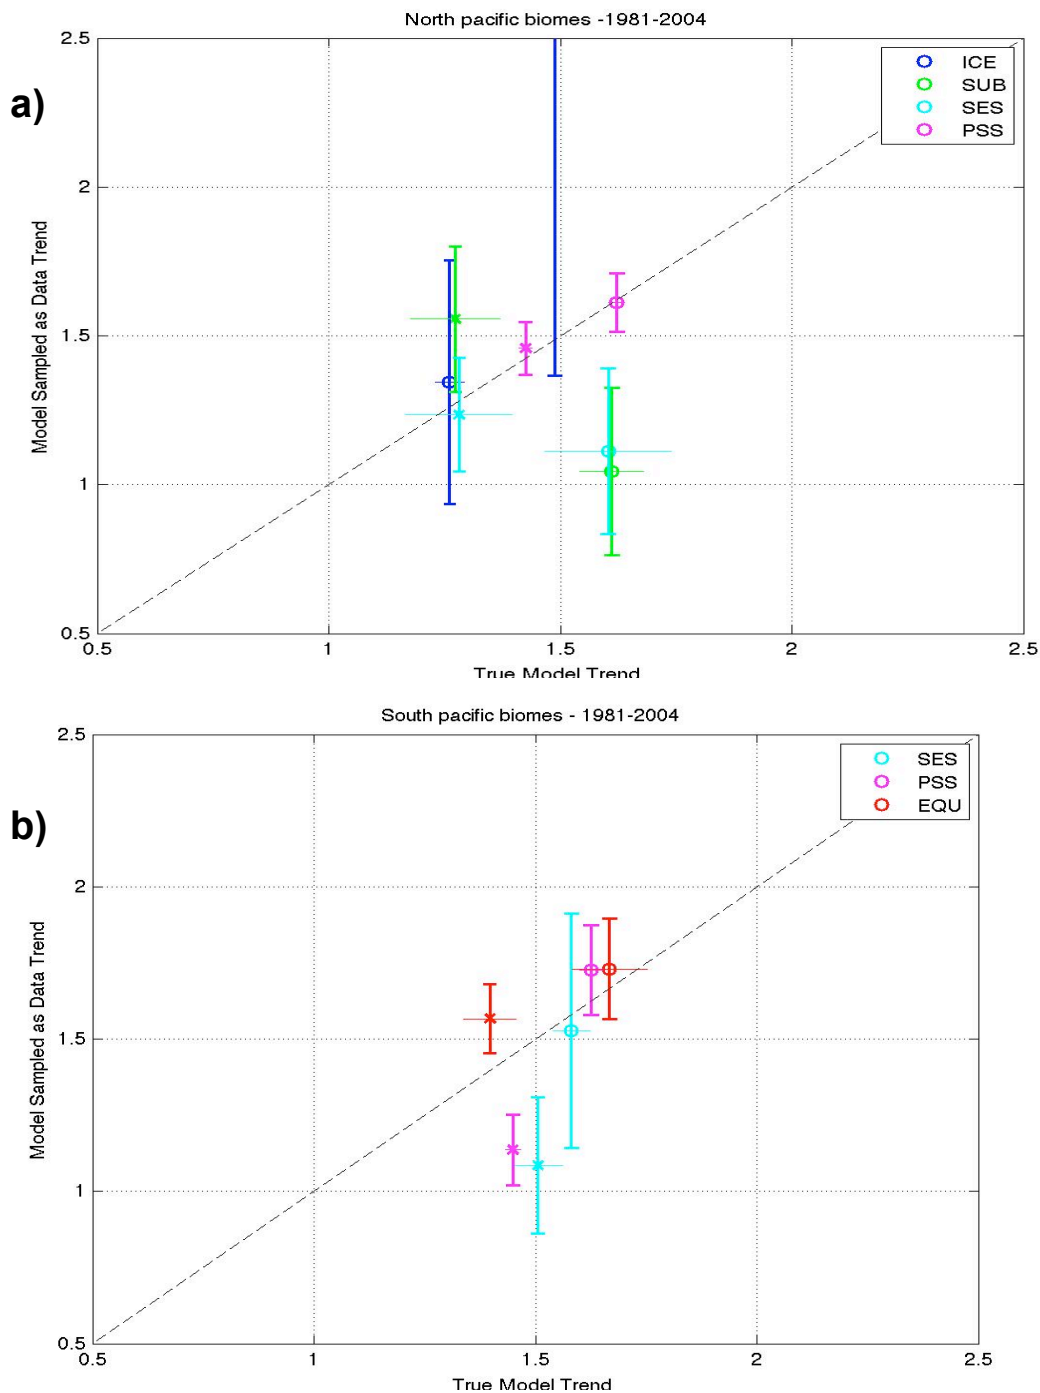 North pacific biomes -1981-2004
a)
2.5
2
1.5
1
0.5
0.5
1
1.5
2
2.5
Model Sampled as Data Trend
True Model Trend
ICE
SUB
SES
PSS
South pacific biomes - 1981-2004
b)
2.5
2
1.5
1
0.5
0.5
1
1.5
2
2.5
Model Sampled as Data Trend
True Model Trend
SES
PSS
EQU